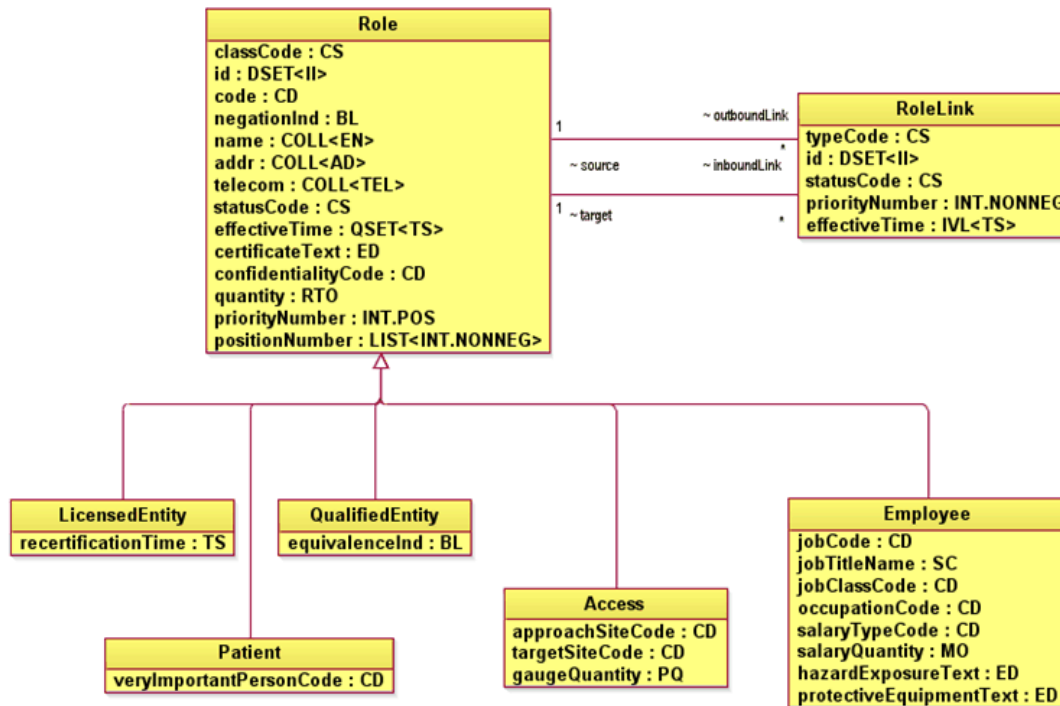 Role
classCode : CS
id : DSET<II>
code : CD
negationInd : BL
name : COLL<EN>
addr : COLL<AD>
telecom : COLL<TEL>
statusCode : CS
effectiveTime : QSET<TS>
certificateText : ED
confidentialityCode : CD
quantity : RTO
priorityNumber : INT.POS
positionNumber : LIST<INT.NONNEG>
1
~ outboundLink
*
~ source
~ inboundLink
1
~ target
*
RoleLink
typeCode : CS
id : DSET<II>
statusCode : CS
priorityNumber : INT.NONNEG
effectiveTime : IVL<TS>
LicensedEntity
recertificationTime : TS
QualifiedEntity
equivalenceInd : BL
Patient
veryImportantPersonCode : CD
Access
approachSiteCode : CD
targetSiteCode : CD
gaugeQuantity : PQ
Employee
jobCode : CD
jobTitleName : SC
jobClassCode : CD
occupationCode : CD
salaryTypeCode : CD
salaryQuantity : MO
hazardExposureText : ED
protectiveEquipmentText : ED